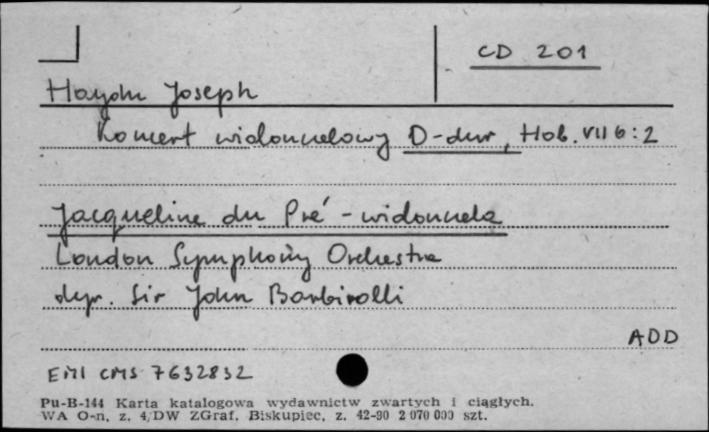 CD 201
Haydn Joseph
Koncert wiolonczelowy D-dur, Hob. VII b: 2
Jacqueline du Pré - wiolonczela
London Symphony Orchestra
dyr. Sir John Barbirolli
ADD
EMI CMS 7632832
Pu-B-144 Karta katalogowa wydawnictw zwartych i ciągłych.
WA O-n, z. 4/DW ZGraf. Biskupiec, z. 42-90 2 070 000 szt.